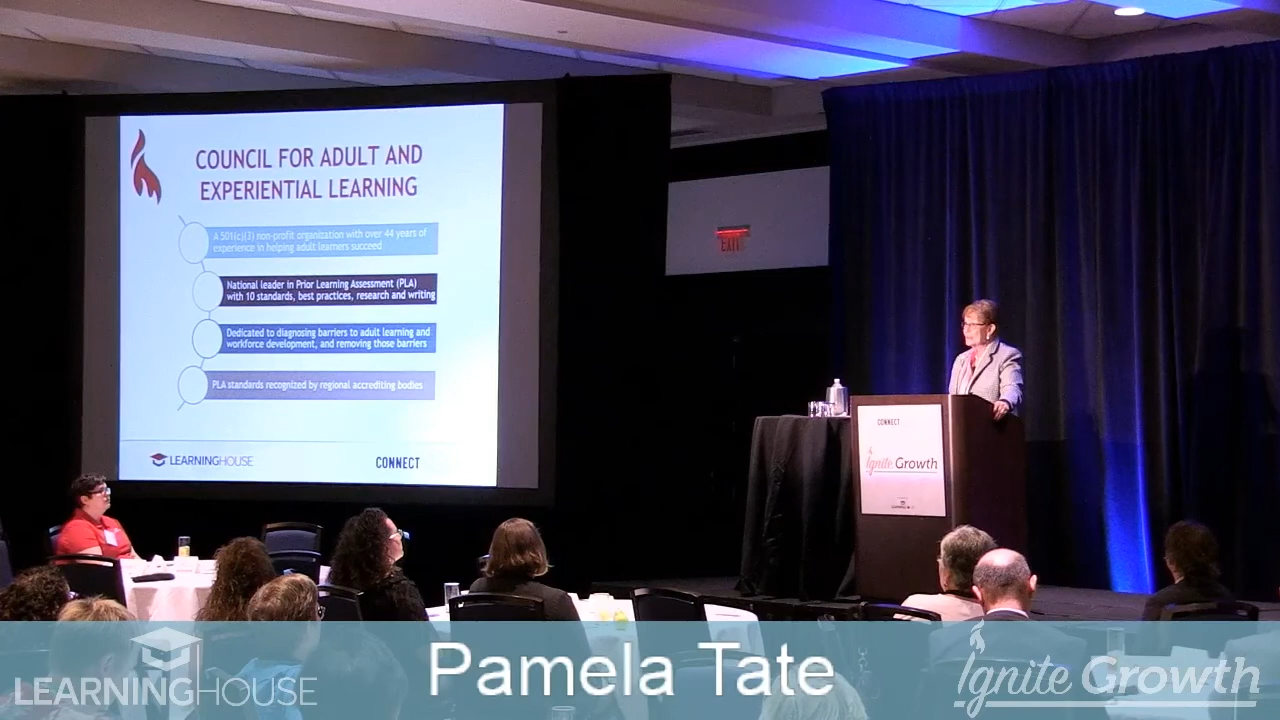 COUNCIL FOR ADULT AND
EXPERIENTIAL LEARNING
A 501(c)(3) non-profit organization with over 44 years of
experience in helping adult learners succeed
National leader in Prior Learning Assessment (PLA)
with 10 standards, best practices, research and writing
Dedicated to diagnosing barriers to adult learning and
workforce development, and removing those barriers
PLA standards recognized by regional accrediting bodies
LEARNINGHOUSE
CONNECT
EXIT
CONNECT
Ignite Growth
LEARNINGHOUSE
Pamela Tate
Ignite Growth